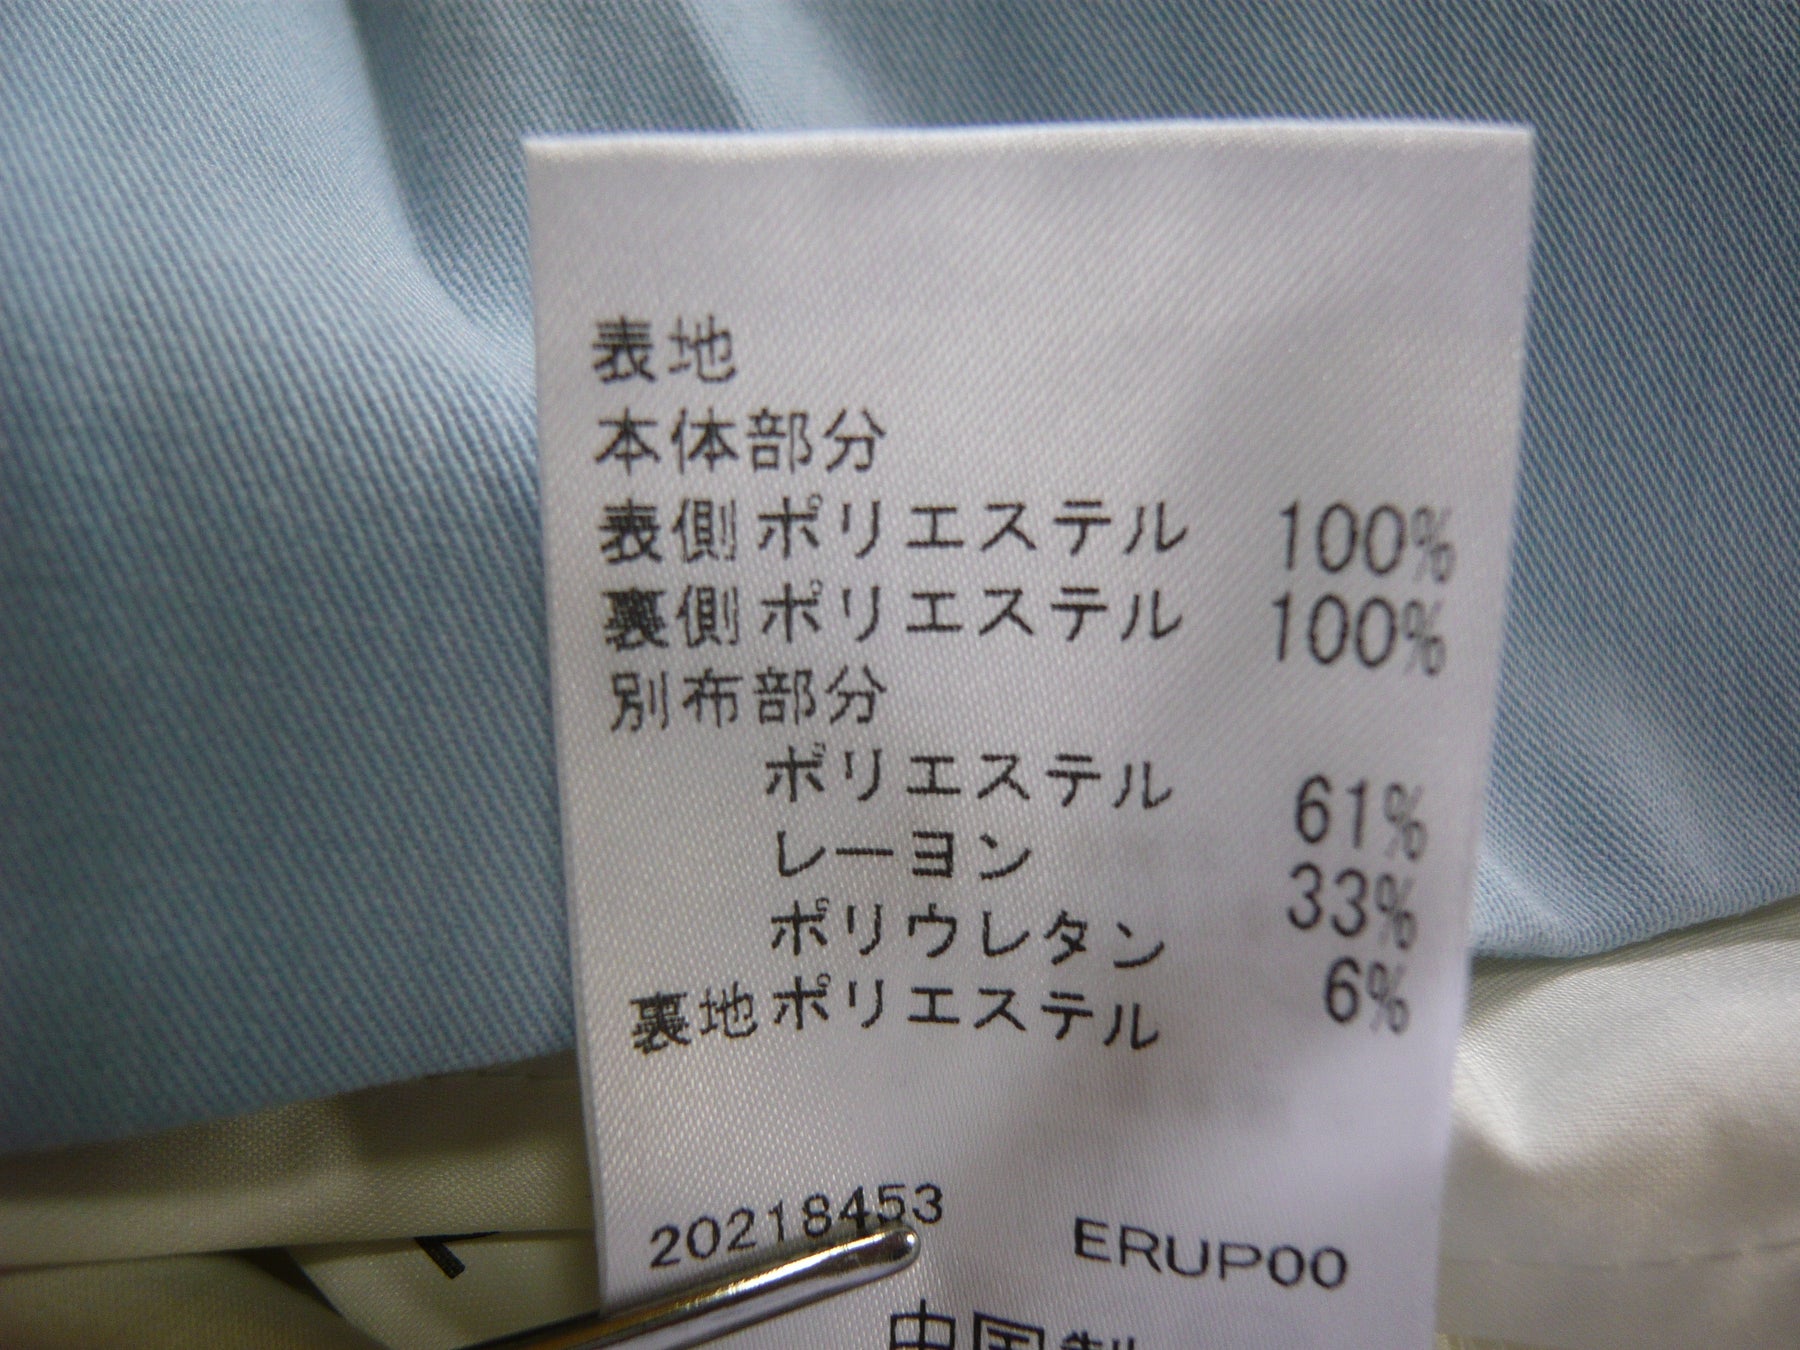 表地
本体部分
表側 ポリエステル 100%
裏側 ポリエステル 100%
別布部分
ポリエステル 61%
レーヨン 33%
ポリウレタン 6%
裏地 ポリエステル
20218453 ERUP00
中国製